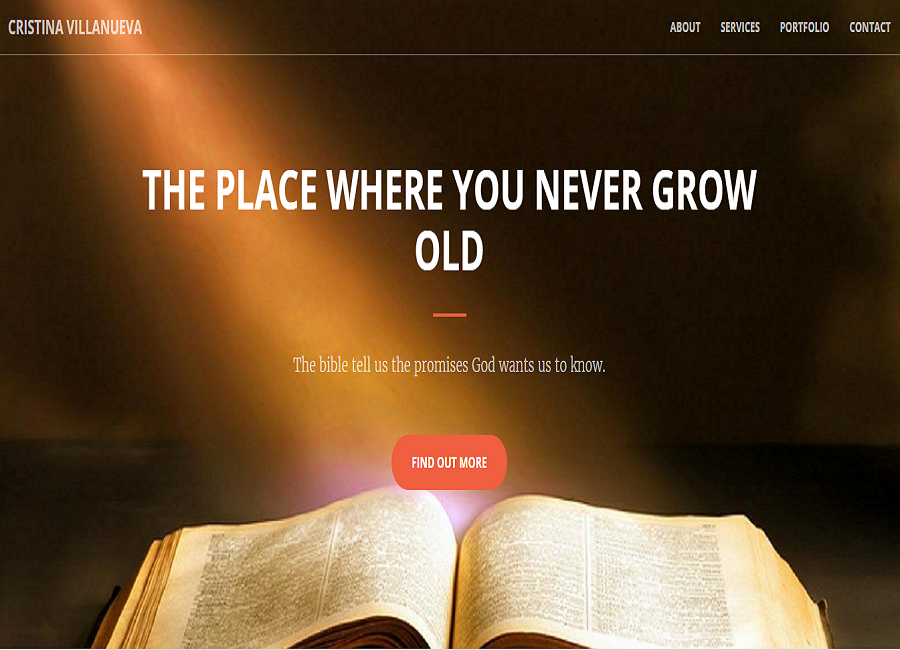 CRISTINA VILLANUEVA
ABOUT SERVICES PORTFOLIO CONTACT
THE PLACE WHERE YOU NEVER GROW
OLD
The bible tell us the promises God wants us to know.
FIND OUT MORE